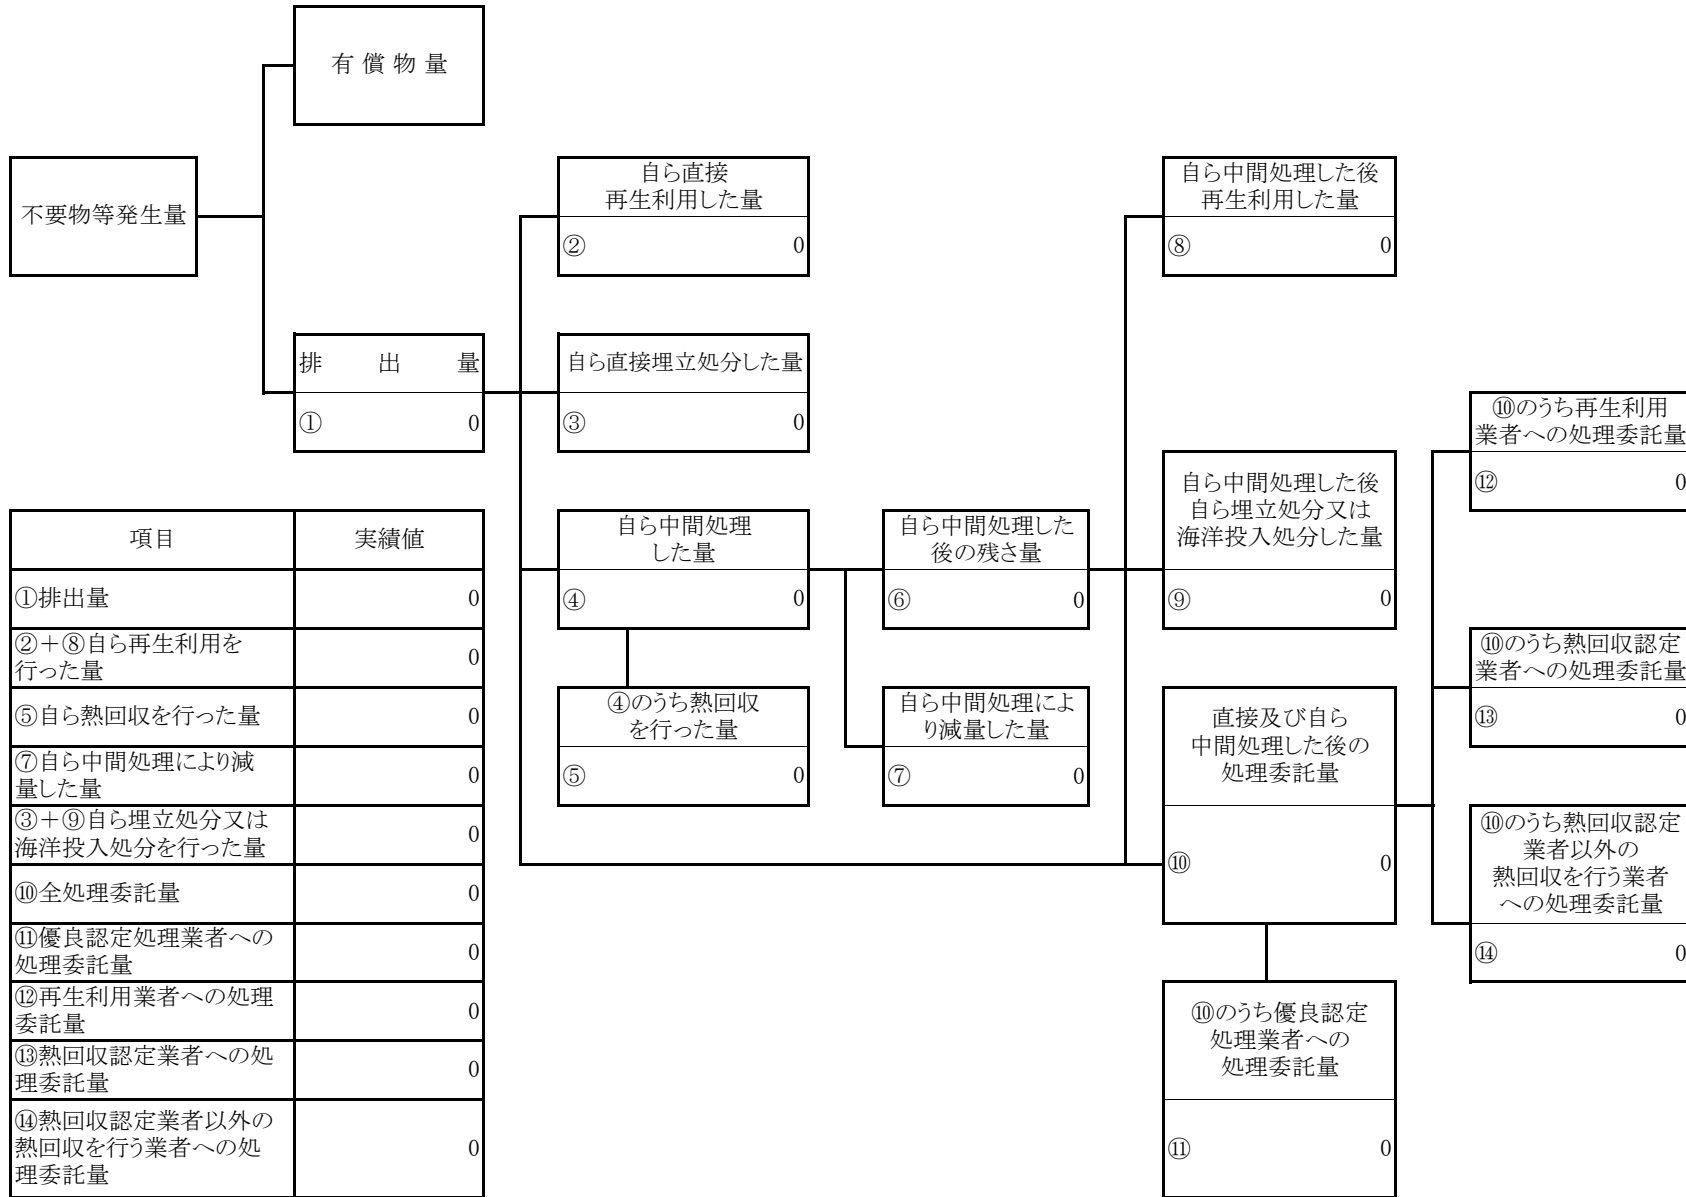 有償物量
不要物等発生量
自ら直接
再生利用した量
② 0
自ら中間処理した後
再生利用した量
⑧ 0
排出量
① 0
自ら直接埋立処分した量
③ 0
⑩のうち再生利用
業者への処理委託量
⑫ 0
自ら中間処理した後
自ら埋立処分又は
海洋投入処分した量
⑨ 0
自ら中間処理
した量
④ 0
自ら中間処理した
後の残さ量
⑥ 0
⑩のうち熱回収認定
業者への処理委託量
⑬ 0
④のうち熱回収
を行った量
⑤ 0
自ら中間処理によ
り減量した量
⑦ 0
直接及び自ら
中間処理した後の
処理委託量
⑩ 0
⑩のうち熱回収認定
業者以外の
熱回収を行う業者
への処理委託量
⑭ 0
⑩のうち優良認定
処理業者への
処理委託量
⑪ 0
項目 実績値
①排出量 0
②＋⑧自ら再生利用を
行った量 0
⑤自ら熱回収を行った量 0
⑦自ら中間処理により減
量した量 0
③＋⑨自ら埋立処分又は
海洋投入処分を行った量 0
⑩全処理委託量 0
⑪優良認定処理業者への
処理委託量 0
⑫再生利用業者への処理
委託量 0
⑬熱回収認定業者への処
理委託量 0
⑭熱回収認定業者以外の
熱回収を行う業者への処
理委託量 0